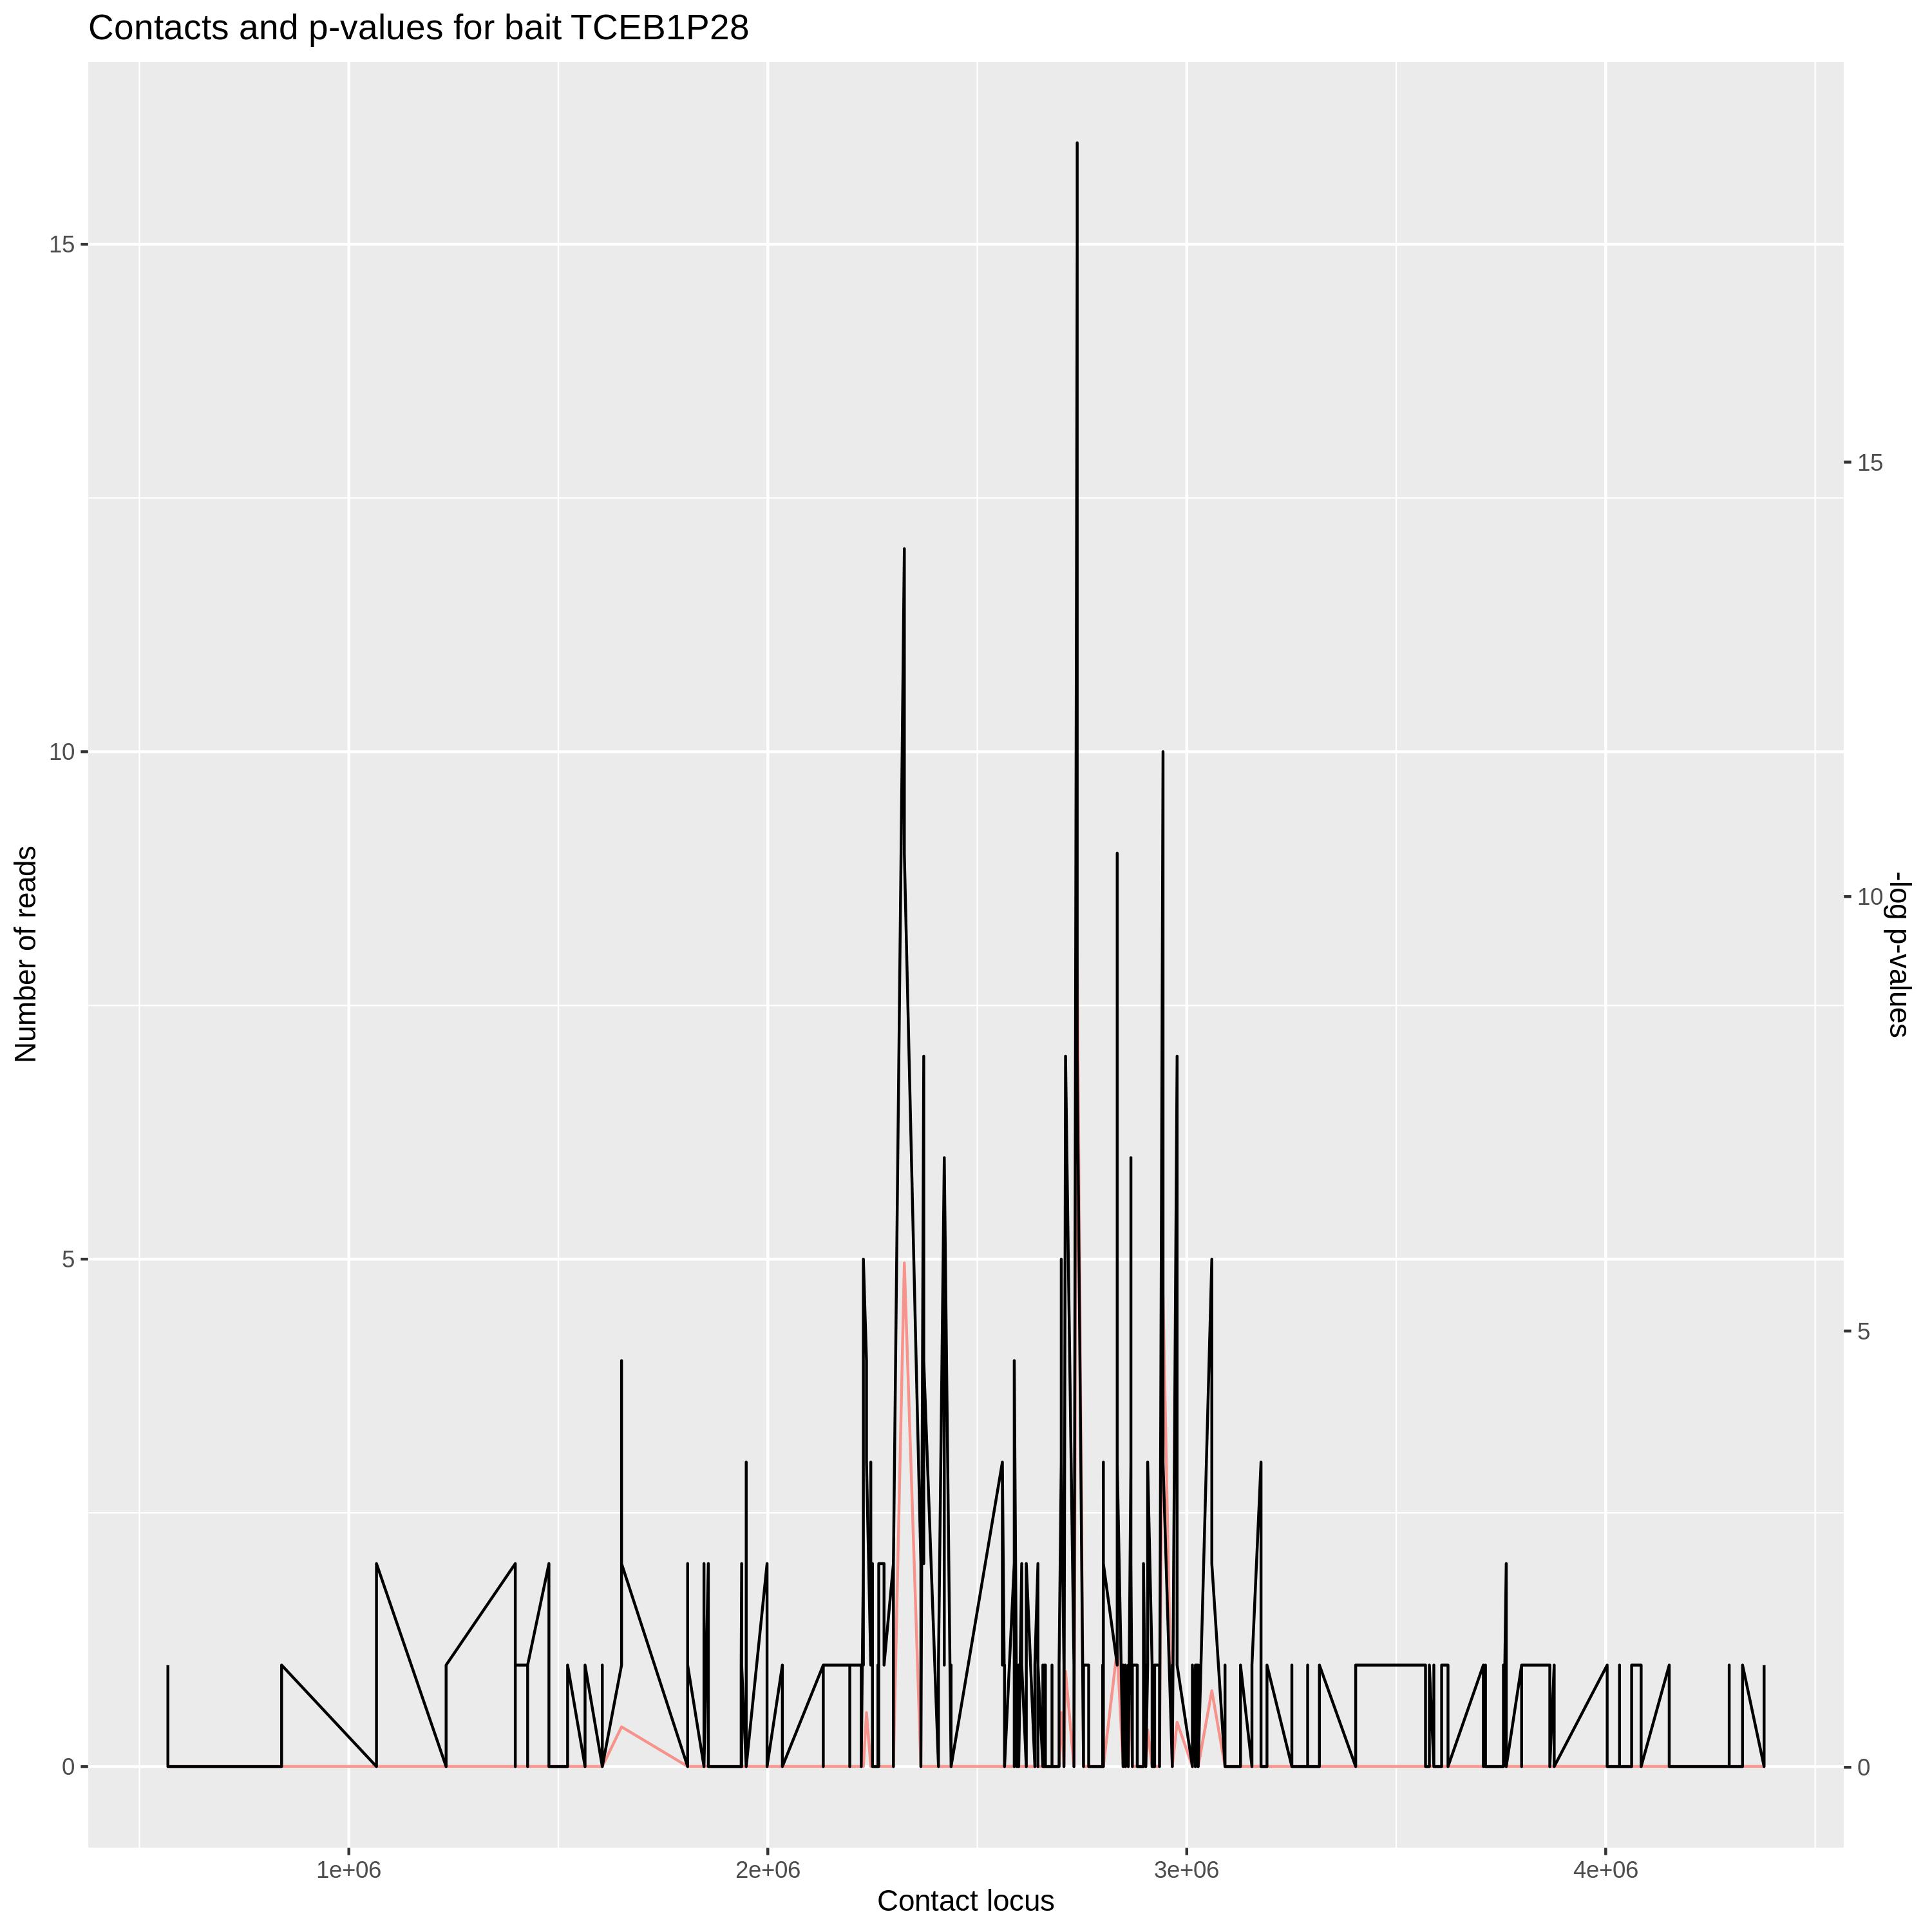 Contacts and p-values for bait TCEB1P28
15
10
5
0
Number of reads
15
10
5
0
-log p-values
1e+06
2e+06
3e+06
4e+06
Contact locus